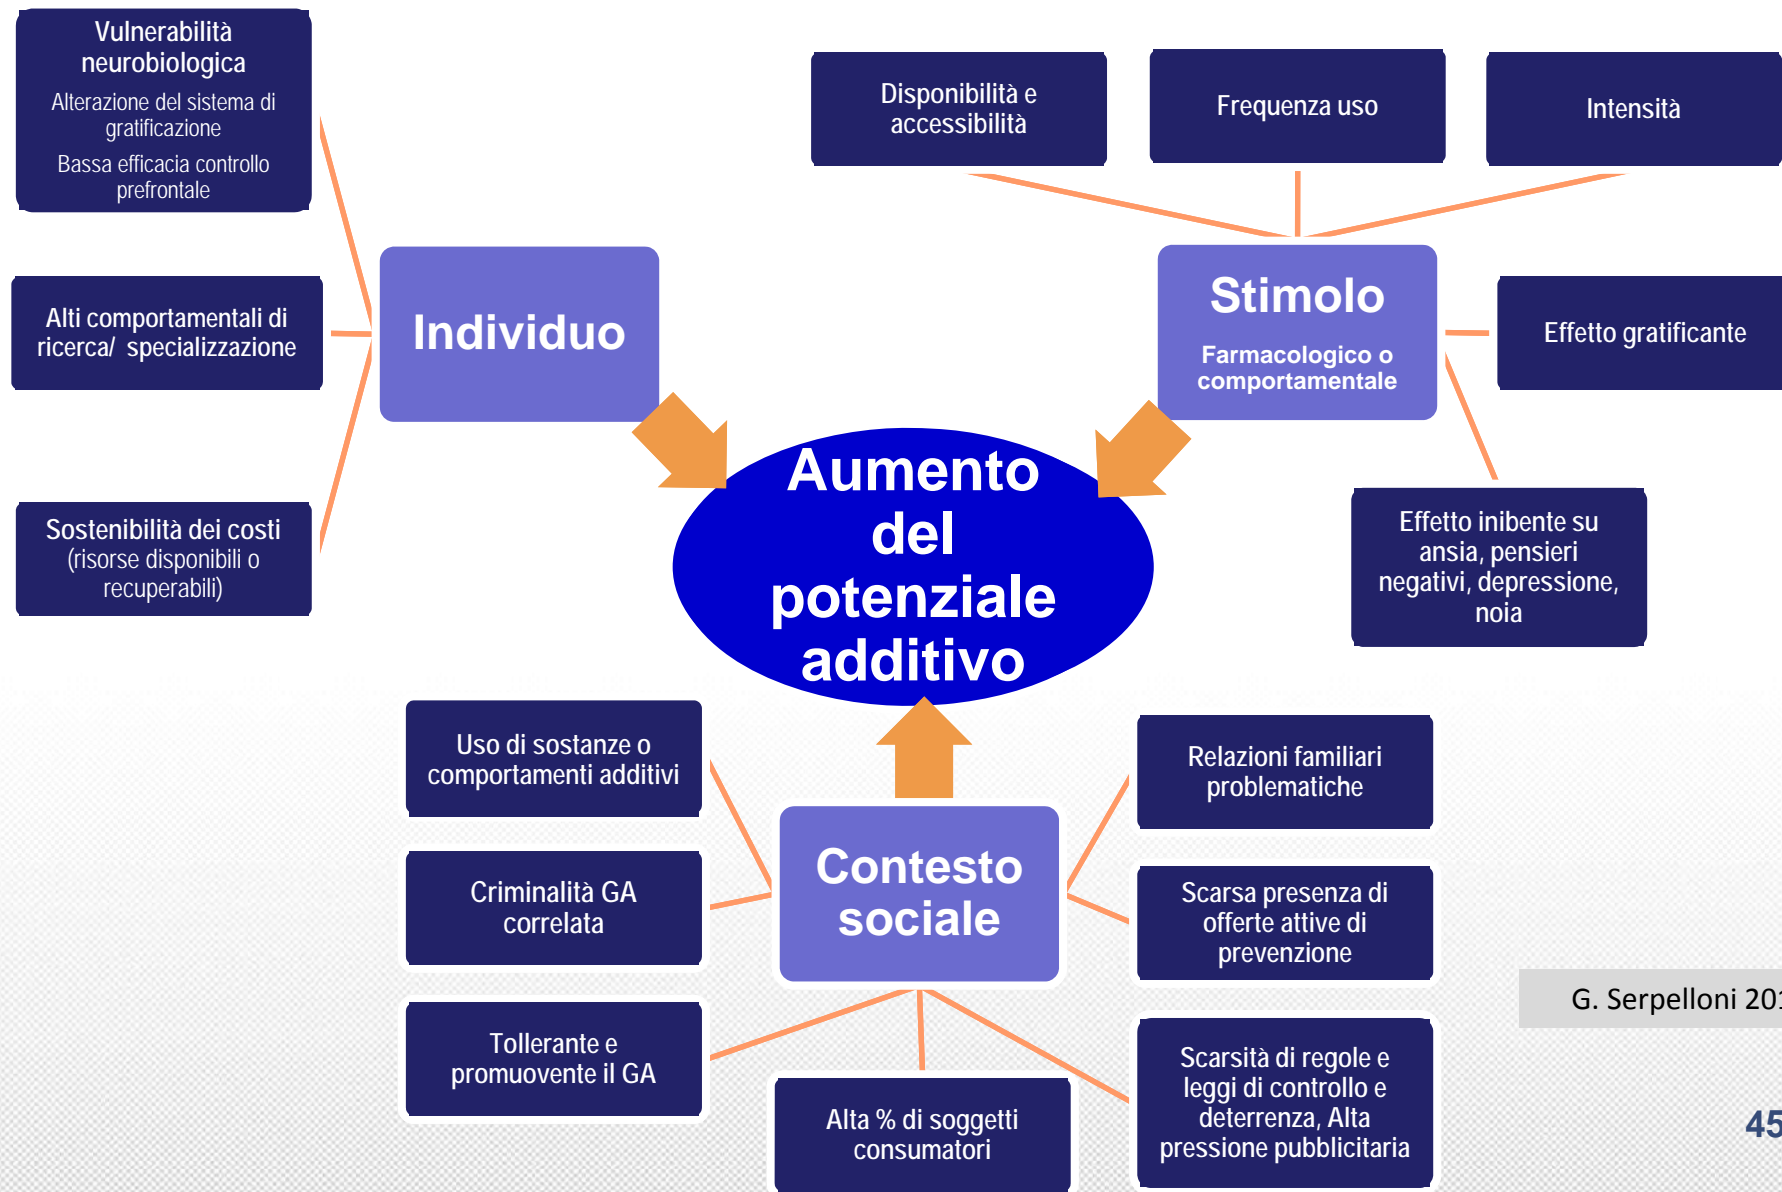 Vulnerabilità
neurobiologica
Alterazione del sistema di
gratificazione
Bassa efficacia controllo
prefrontale
Alti comportamentali di
ricerca/ specializzazione
Sostenibilità dei costi
(risorse disponibili o
recuperabili)
Individuo
Disponibilità e
accessibilità
Frequenza uso
Intensità
Stimolo
Farmacologico o
comportamentale
Effetto gratificante
Effetto inibente su
ansia, pensieri
negativi, depressione,
noia
Aumento
del
potenziale
additivo
Uso di sostanze o
comportamenti additivi
Criminalità GA
correlata
Tollerante e
promuovente il GA
Contesto
sociale
Alta % di soggetti
consumatori
Relazioni familiari
problematiche
Scarsa presenza di
offerte attive di
prevenzione
Scarsità di regole e
leggi di controllo e
deterrenza, Alta
pressione pubblicitaria
G. Serpelloni
45